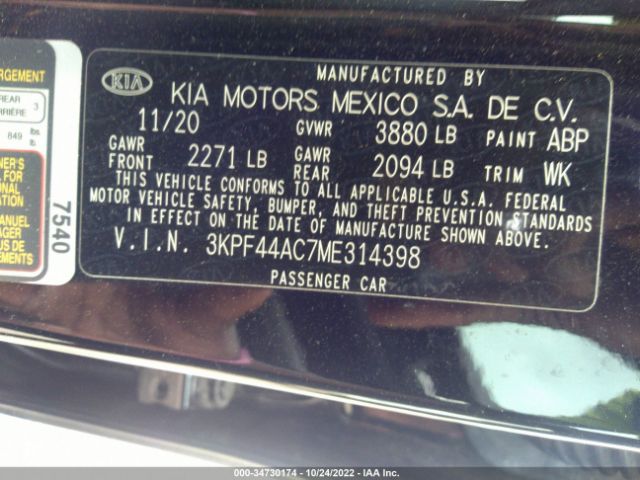 MANUFACTURED BY
KIA KIA MOTORS MEXICO S.A. DE C.V.
11/20 GVWR 3880 LB PAINT ABP
GAWR FRONT 2271 LB GAWR REAR 2094 LB TRIM WK
THIS VEHICLE CONFORMS TO ALL APPLICABLE U.S.A. FEDERAL
MOTOR VEHICLE SAFETY, BUMPER, AND THEFT PREVENTION STANDARDS
IN EFFECT ON THE DATE OF MANUFACTURE SHOWN ABOVE.
V.I.N. 3KPF44AC7ME314398
PASSENGER CAR
REAR
3
849 lbs
7540
MANUEL
000-34730174 - 10/24/2022 - IAA Inc.